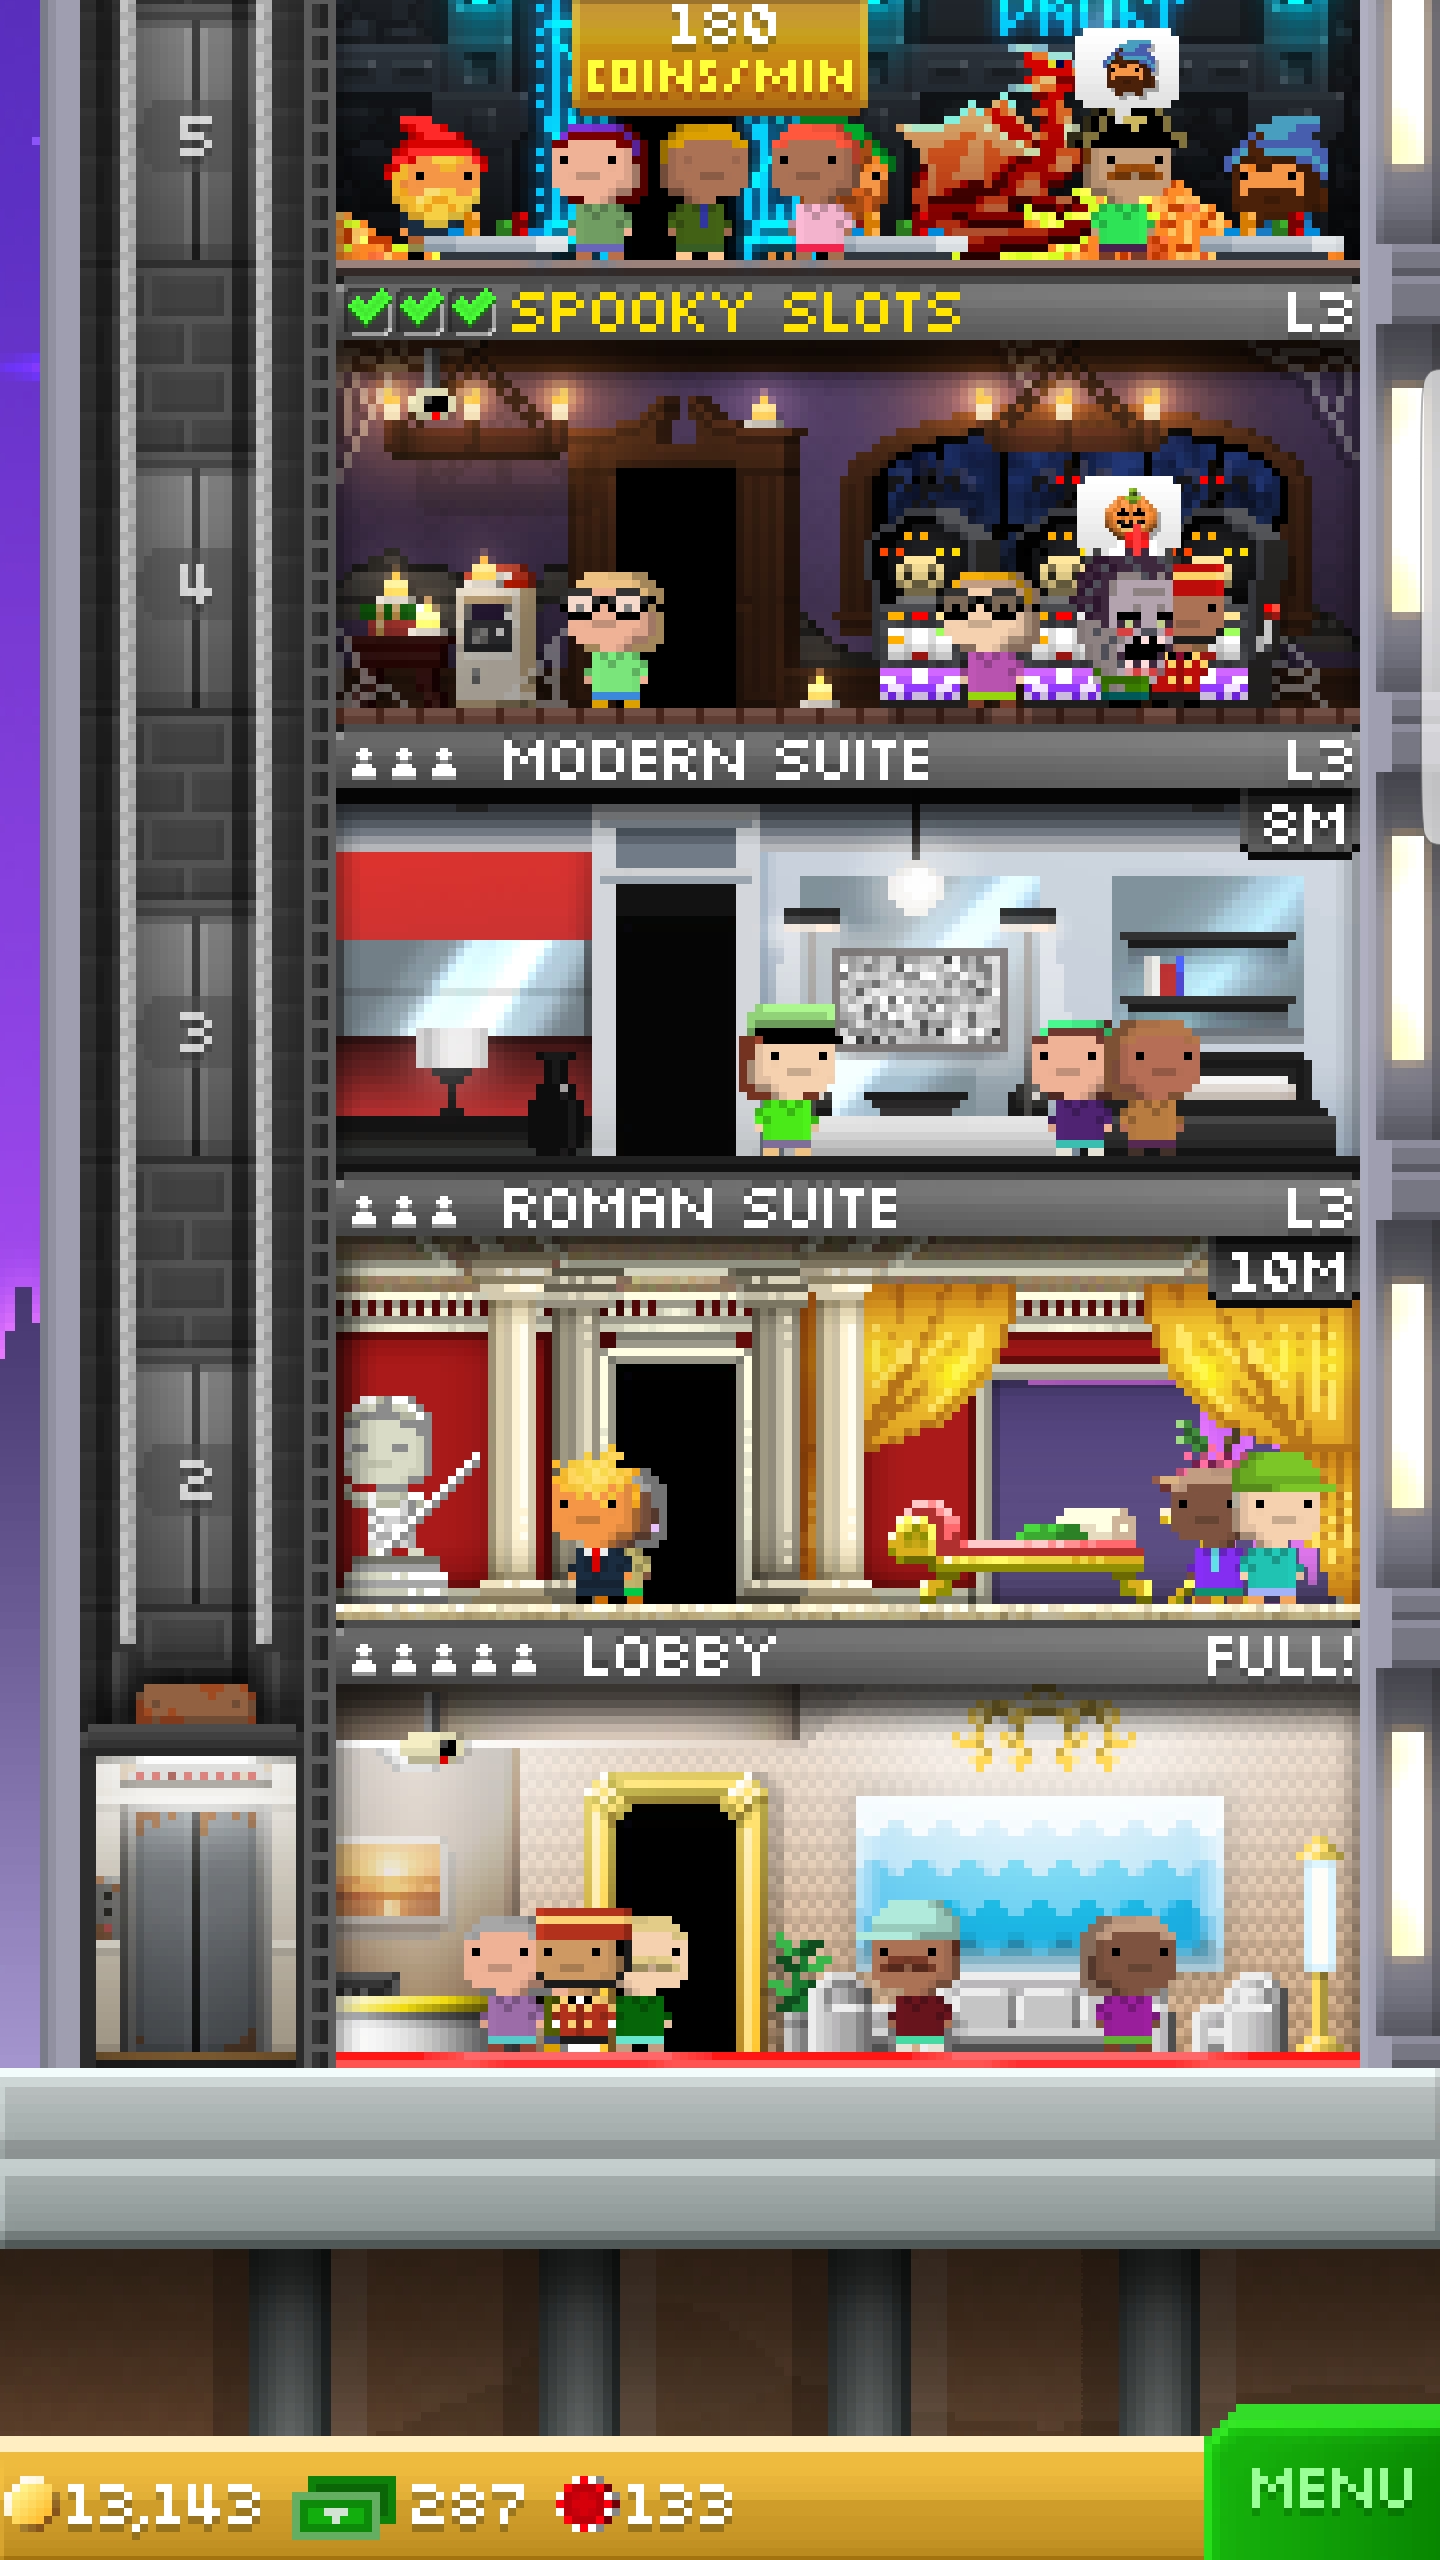 180
COINS/MIN
5
SPOOKY SLOTS L3
4
MODERN SUITE L3
8M
3
ROMAN SUITE L3
10M
2
LOBBY FULL!
13,143 287 133
MENU